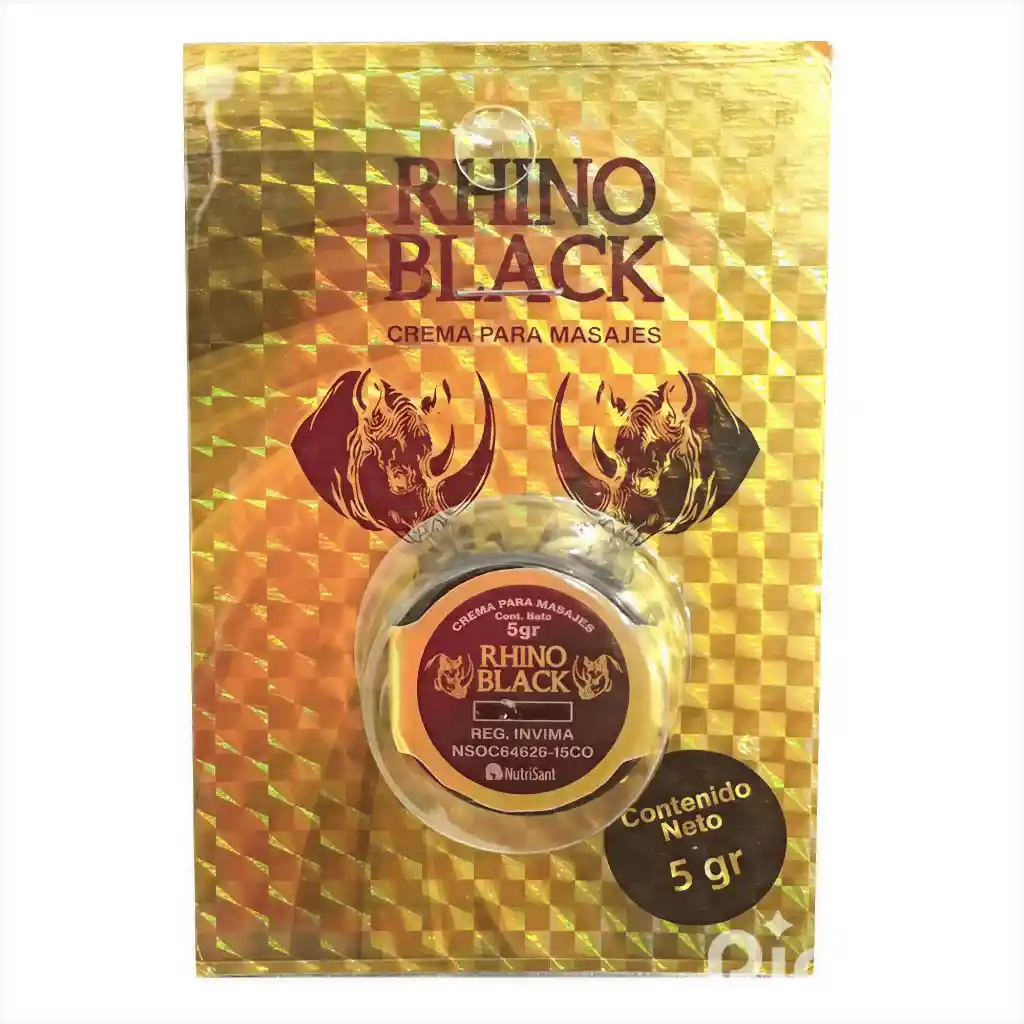 RHINO
BLACK
CREMA PARA MASAJES
CREMA PARA MASAJES
Cont. Neto
5gr
RHINO
BLACK
REG. INVIMA
NSOC64626-15CO
NutriSant
Contenido
Neto
5 gr